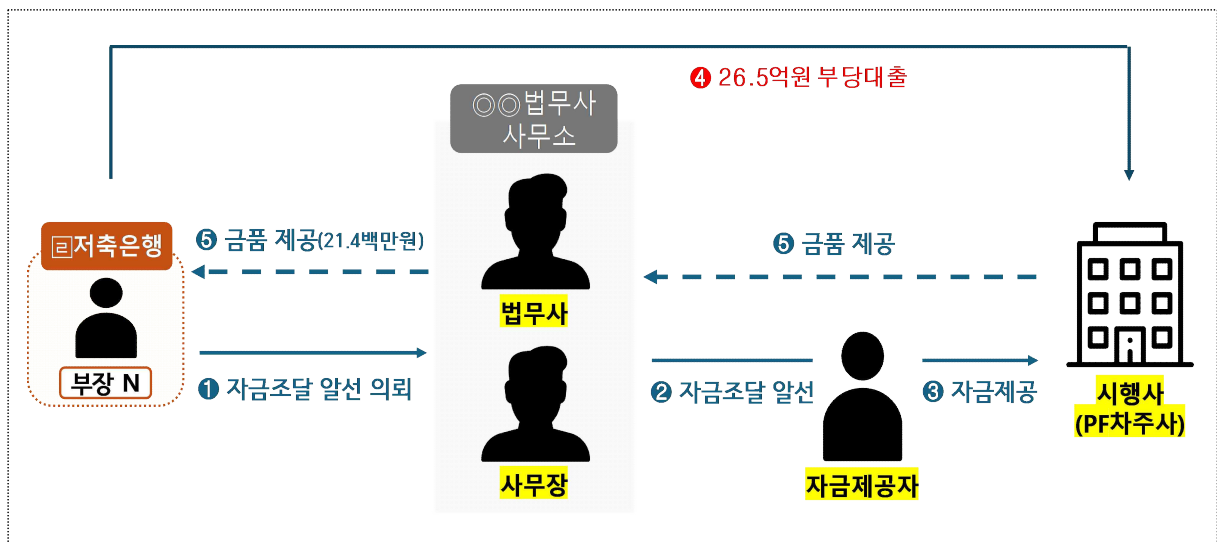 ❹ 26.5억원 부당대출
◎◎법무사
사무소
㄃저축은행
❺ 금품 제공(21.4백만원)
❺ 금품 제공
법무사
부장 N
❶ 자금조달 알선 의뢰
❷ 자금조달 알선
❸ 자금제공
시행사
(PF차주사)
사무장
자금제공자